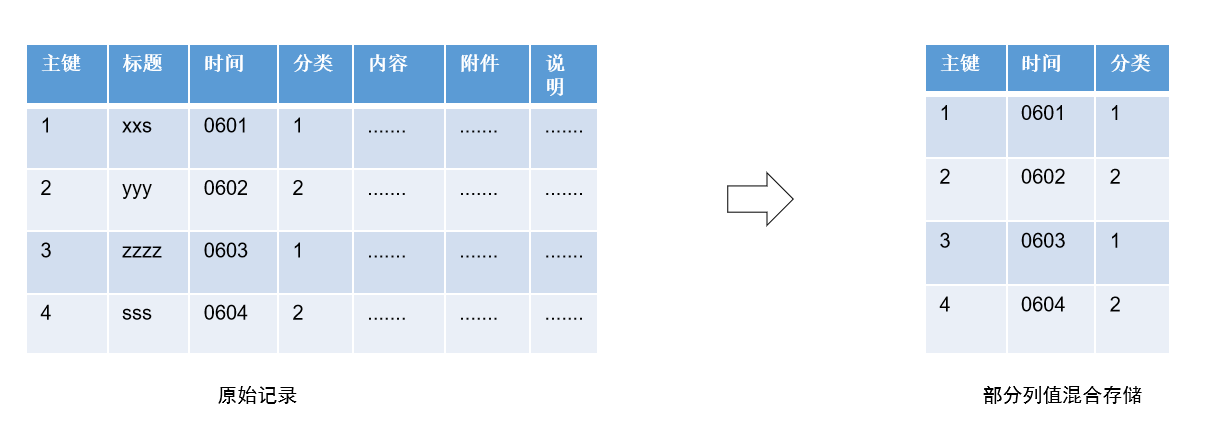 主键 标题 时间 分类 内容 附件 说明
1 xxs 0601 1 ....... ....... .......
2 yyy 0602 2 ....... ....... .......
3 zzzz 0603 1 ....... ....... .......
4 sss 0604 2 ....... ....... .......
原始记录
主键 时间 分类
1 0601 1
2 0602 2
3 0603 1
4 0604 2
部分列值混合存储